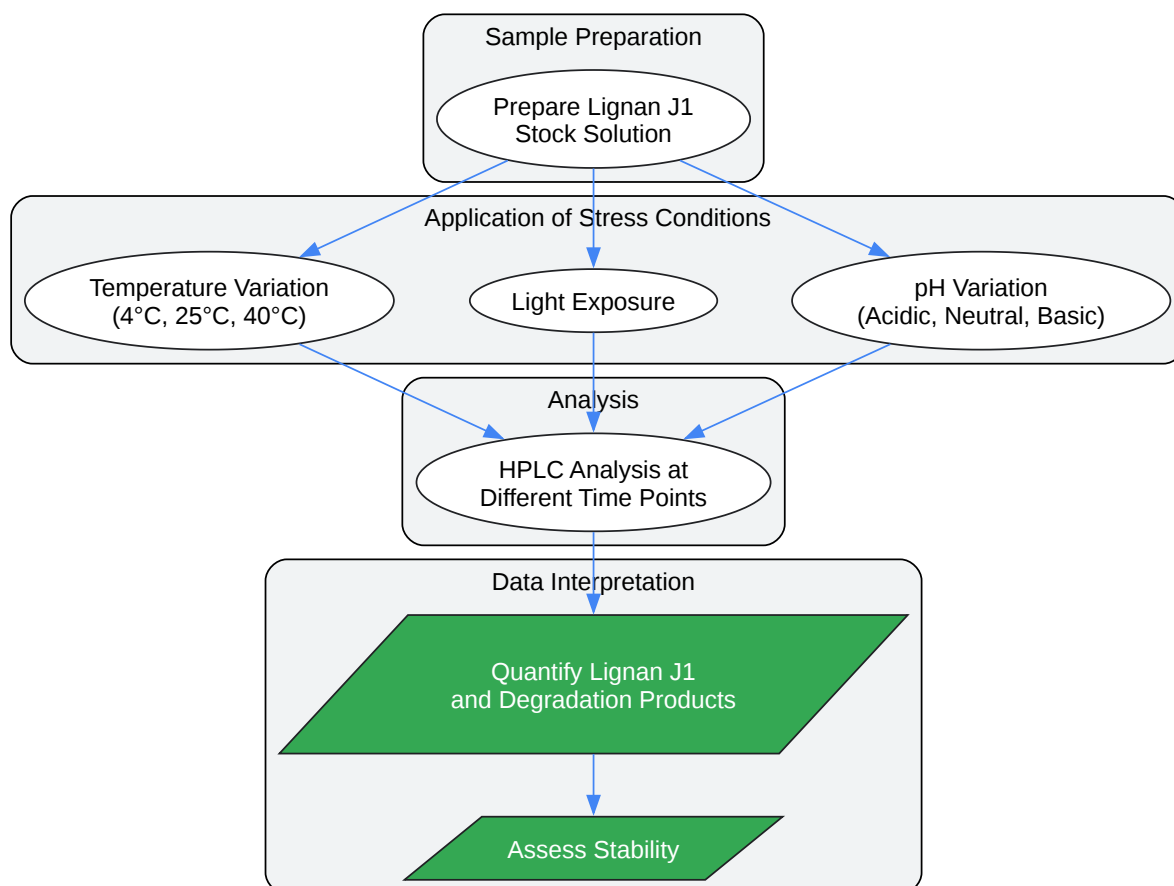 Sample Preparation
Prepare Lignan J1
Stock Solution
Application of Stress Conditions
Temperature Variation
(4°C, 25°C, 40°C)
Light Exposure
pH Variation
(Acidic, Neutral, Basic)
Analysis
HPLC Analysis at
Different Time Points
Data Interpretation
Quantify Lignan J1
and Degradation Products
Assess Stability